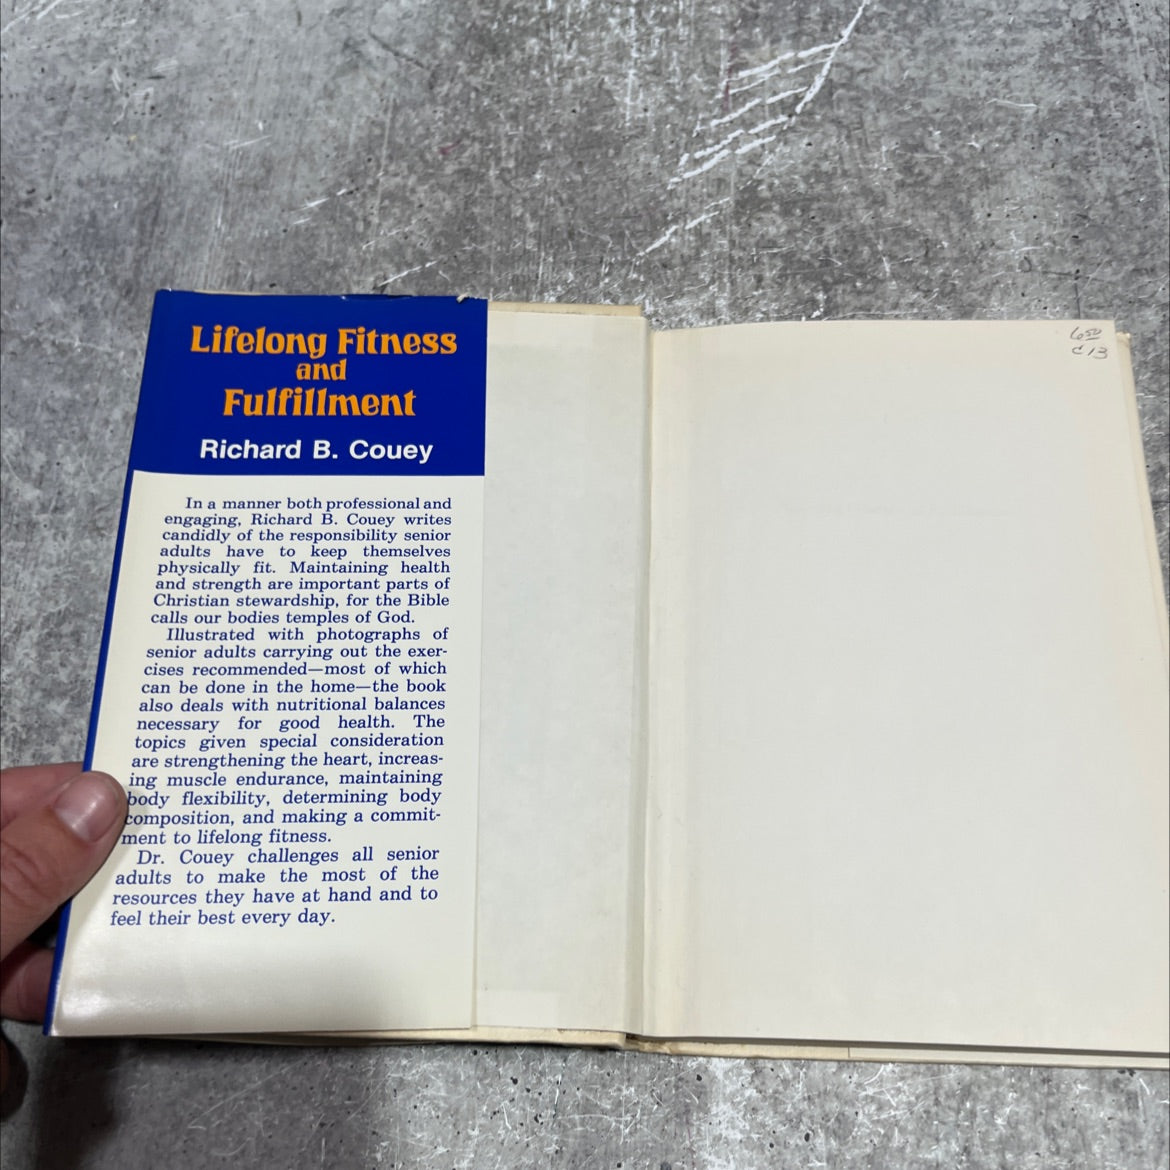 Lifelong Fitness
and
Fulfillment
Richard B. Couey
In a manner both professional and
engaging, Richard B. Couey writes
candidly of the responsibility senior
adults have to keep themselves
physically fit. Maintaining health
and strength are important parts of
Christian stewardship, for the Bible
calls our bodies temples of God.
Illustrated with photographs of
senior adults carrying out the exer-
cises recommended—most of which
can be done in the home—the book
also deals with nutritional balances
necessary for good health. The
topics given special consideration
are strengthening the heart, increas-
ing muscle endurance, maintaining
body flexibility, determining body
composition, and making a commit-
ment to lifelong fitness.
Dr. Couey challenges all senior
adults to make the most of the
resources they have at hand and to
feel their best every day.
6 50
C13